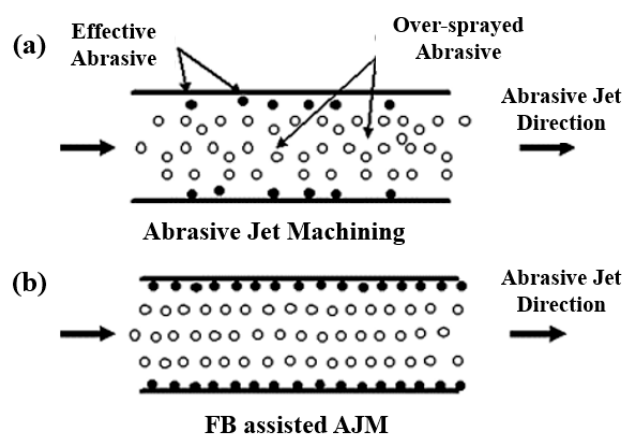 (a)
Effective
Abrasive
Over-sprayed
Abrasive
Abrasive Jet
Direction
Abrasive Jet Machining
(b)
Abrasive Jet
Direction
FB assisted AJM